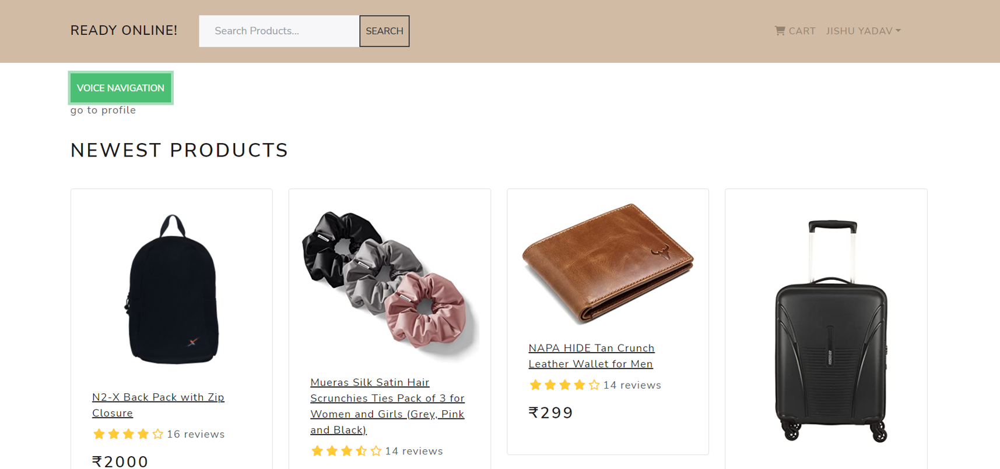 READY ONLINE!
Search Products...
SEARCH
CART
JISHU YADAV
VOICE NAVIGATION
go to profile
NEWEST PRODUCTS
N2-X Back Pack with Zip
Closure
16 reviews
₹2000
Mueras Silk Satin Hair
Scrunchies Ties Pack of 3 for
Women and Girls (Grey, Pink
and Black)
14 reviews
NAPA HIDE Tan Crunch
Leather Wallet for Men
14 reviews
₹299